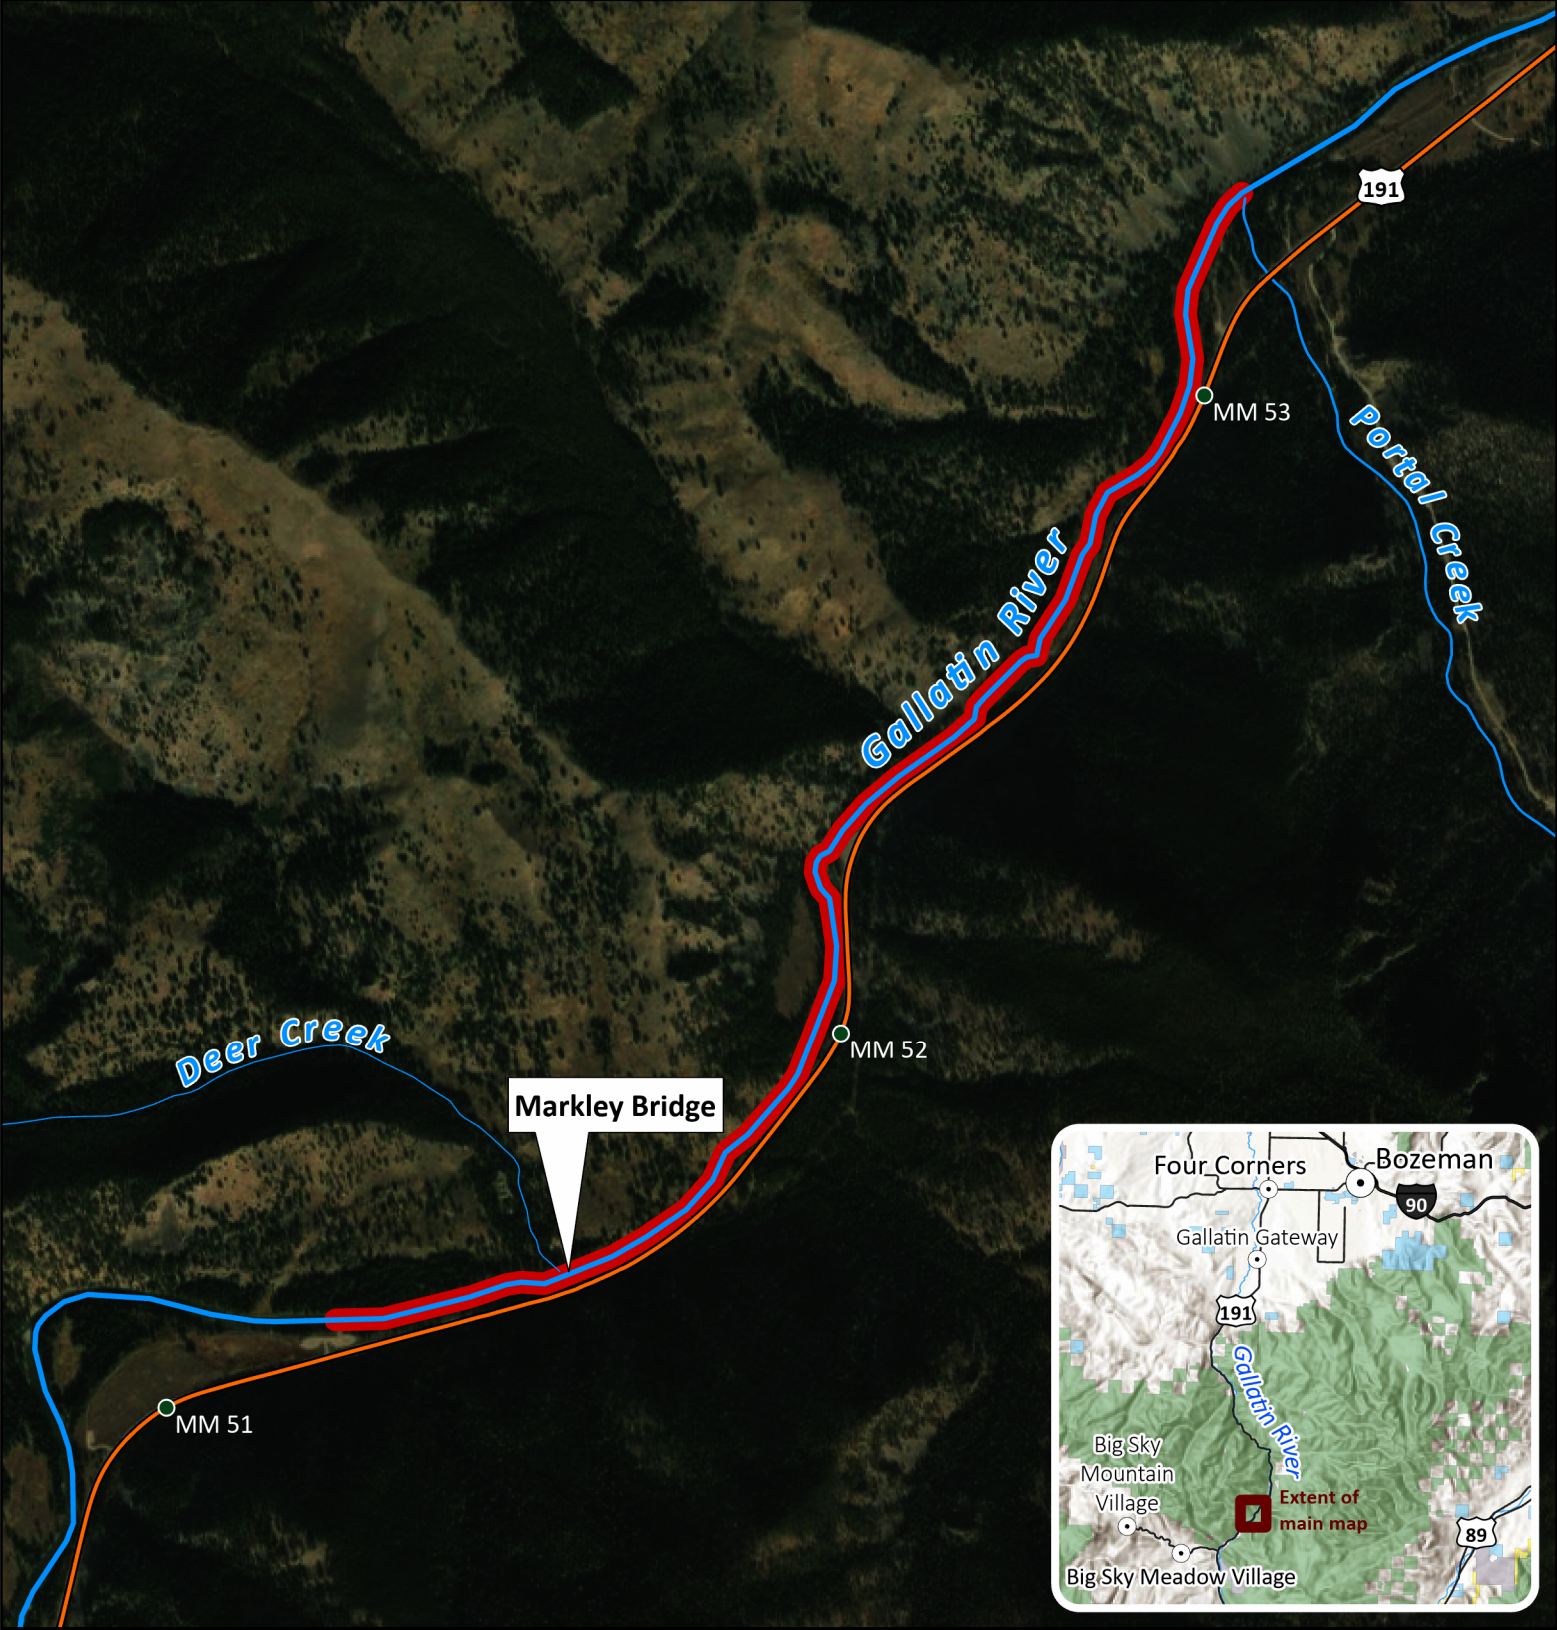 191
MM 53
Portal Creek
Gallatin River
MM 52
Deer Creek
Markley Bridge
MM 51
Four Corners
Bozeman
90
Gallatin Gateway
191
Gallatin River
Big Sky
Mountain
Village
Extent of
main map
89
Big Sky Meadow Village